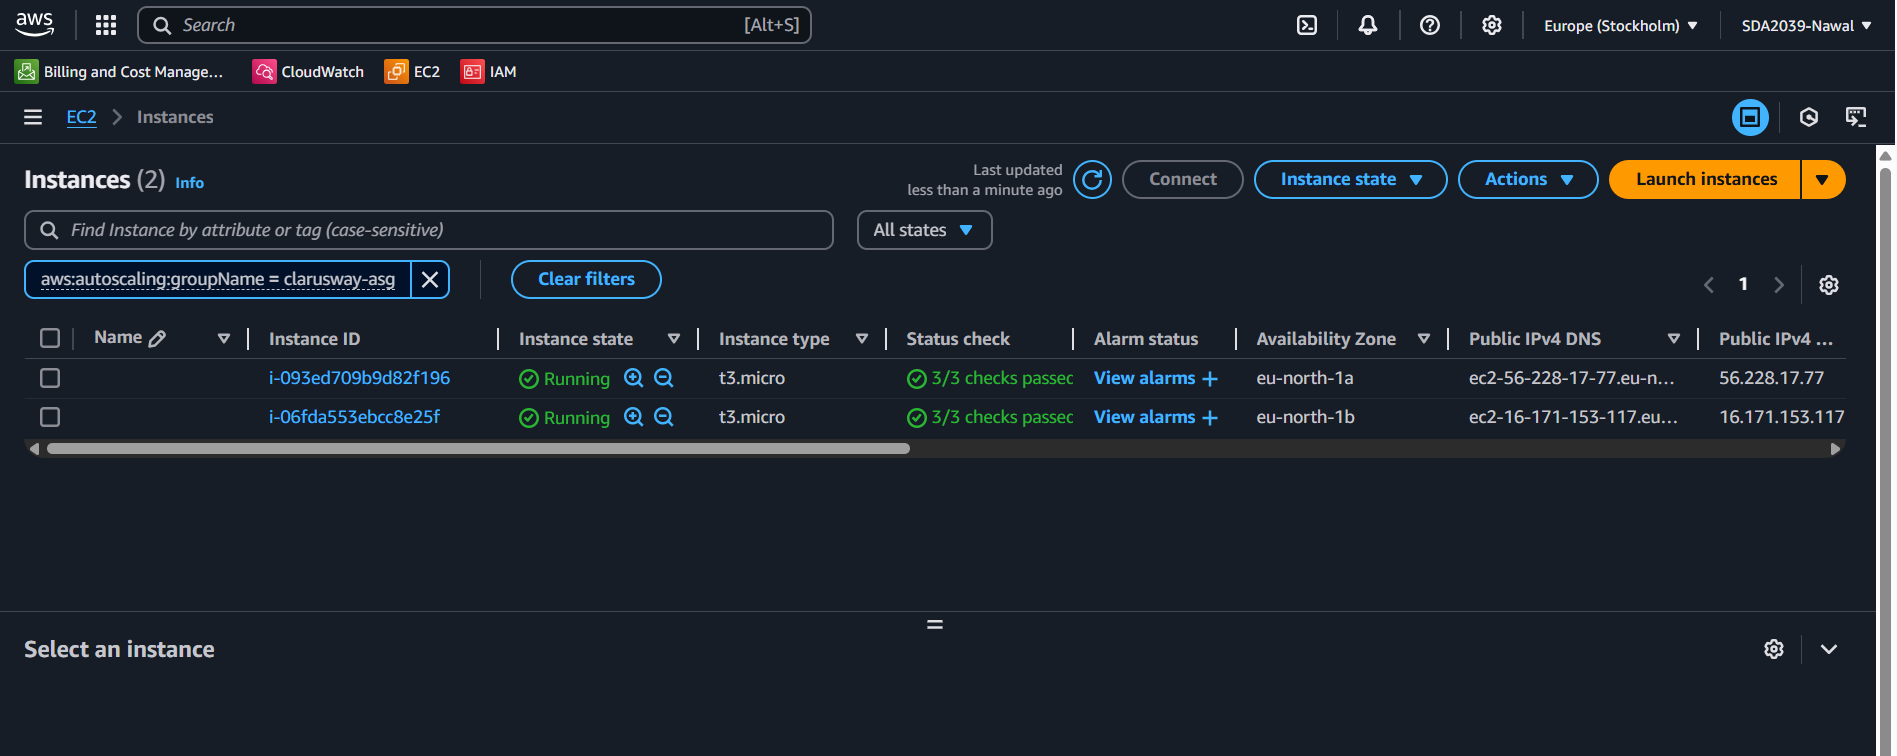 aws
Search [Alt+S] Europe (Stockholm) SDA2039-Nawal
Billing and Cost Manage... CloudWatch EC2 IAM
EC2 Instances
Instances (2) Info Last updated less than a minute ago Connect Instance state Actions Launch instances
Find Instance by attribute or tag (case-sensitive) All states
aws:autoscaling:groupName = clarusway-asg Clear filters 1
Name Instance ID Instance state Instance type Status check Alarm status Availability Zone Public IPv4 DNS Public IPv4 ...
i-093ed709b9d82f196 Running t3.micro 3/3 checks passec View alarms + eu-north-1a ec2-56-228-17-77.eu-n... 56.228.17.77
i-06fda553ebcc8e25f Running t3.micro 3/3 checks passec View alarms + eu-north-1b ec2-16-171-153-117.eu... 16.171.153.117
Select an instance